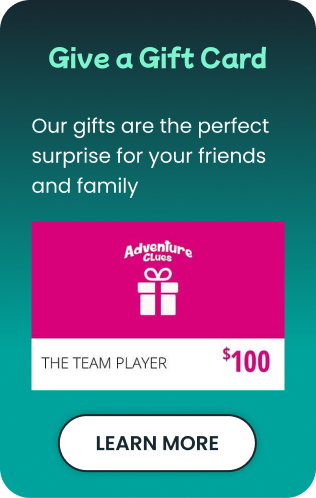 Give a Gift Card
Our gifts are the perfect
surprise for your friends
and family
Adventure
CLUes
THE TEAM PLAYER
$100
LEARN MORE